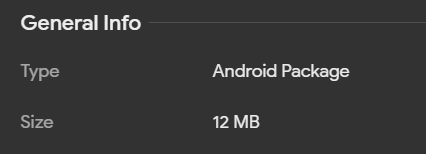 General Info
Type Android Package
Size 12 MB